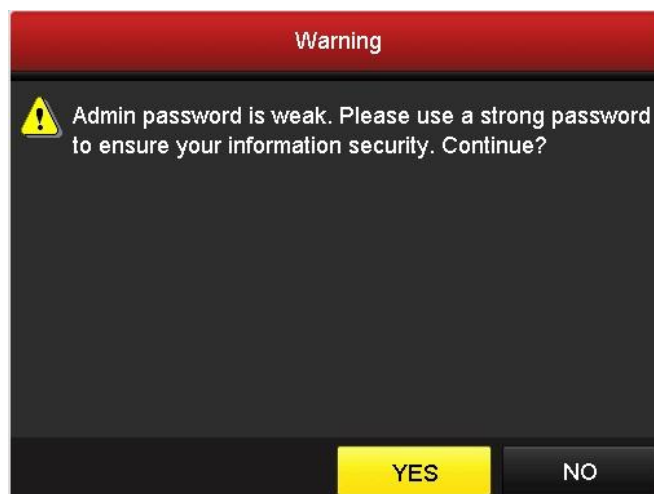 Warning
Admin password is weak. Please use a strong password
to ensure your information security. Continue?
YES
NO